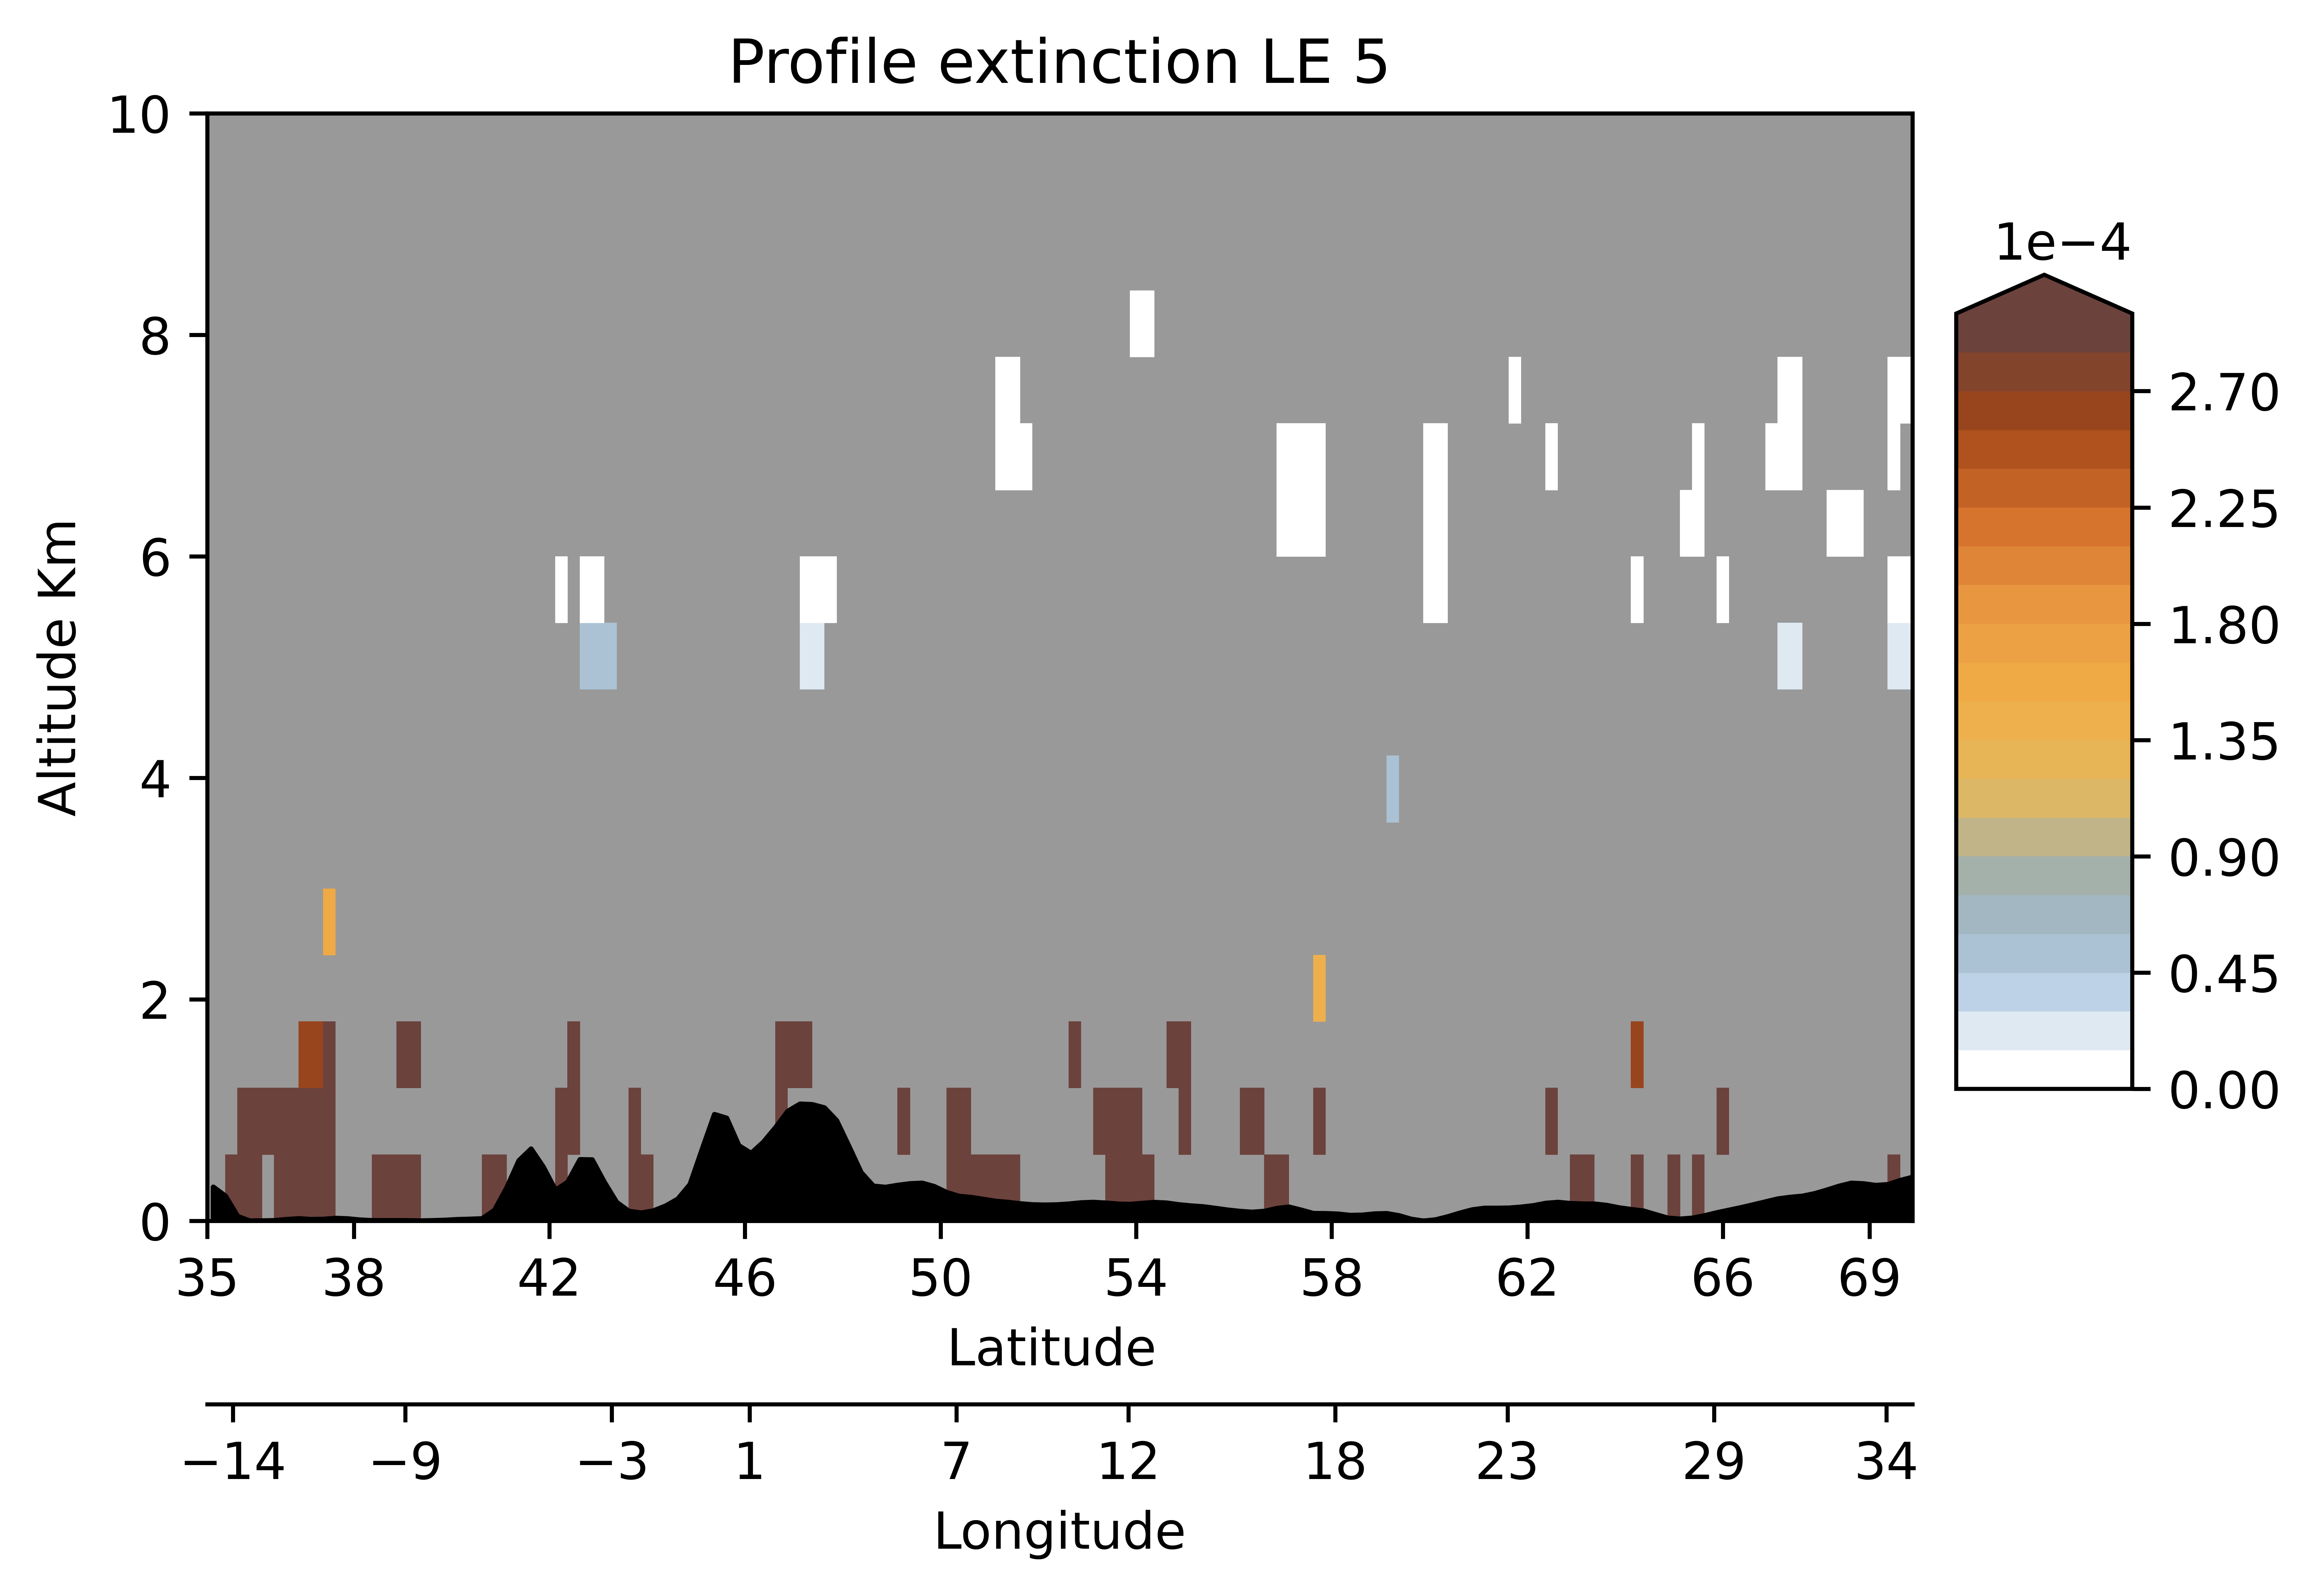 Profile extinction LE 5
10
8
6
4
2
0
Altitude Km
35 38 42 46 50 54 58 62 66 69
Latitude
−14 −9 −3 1 7 12 18 23 29 34
Longitude
1e−4
2.70
2.25
1.80
1.35
0.90
0.45
0.00